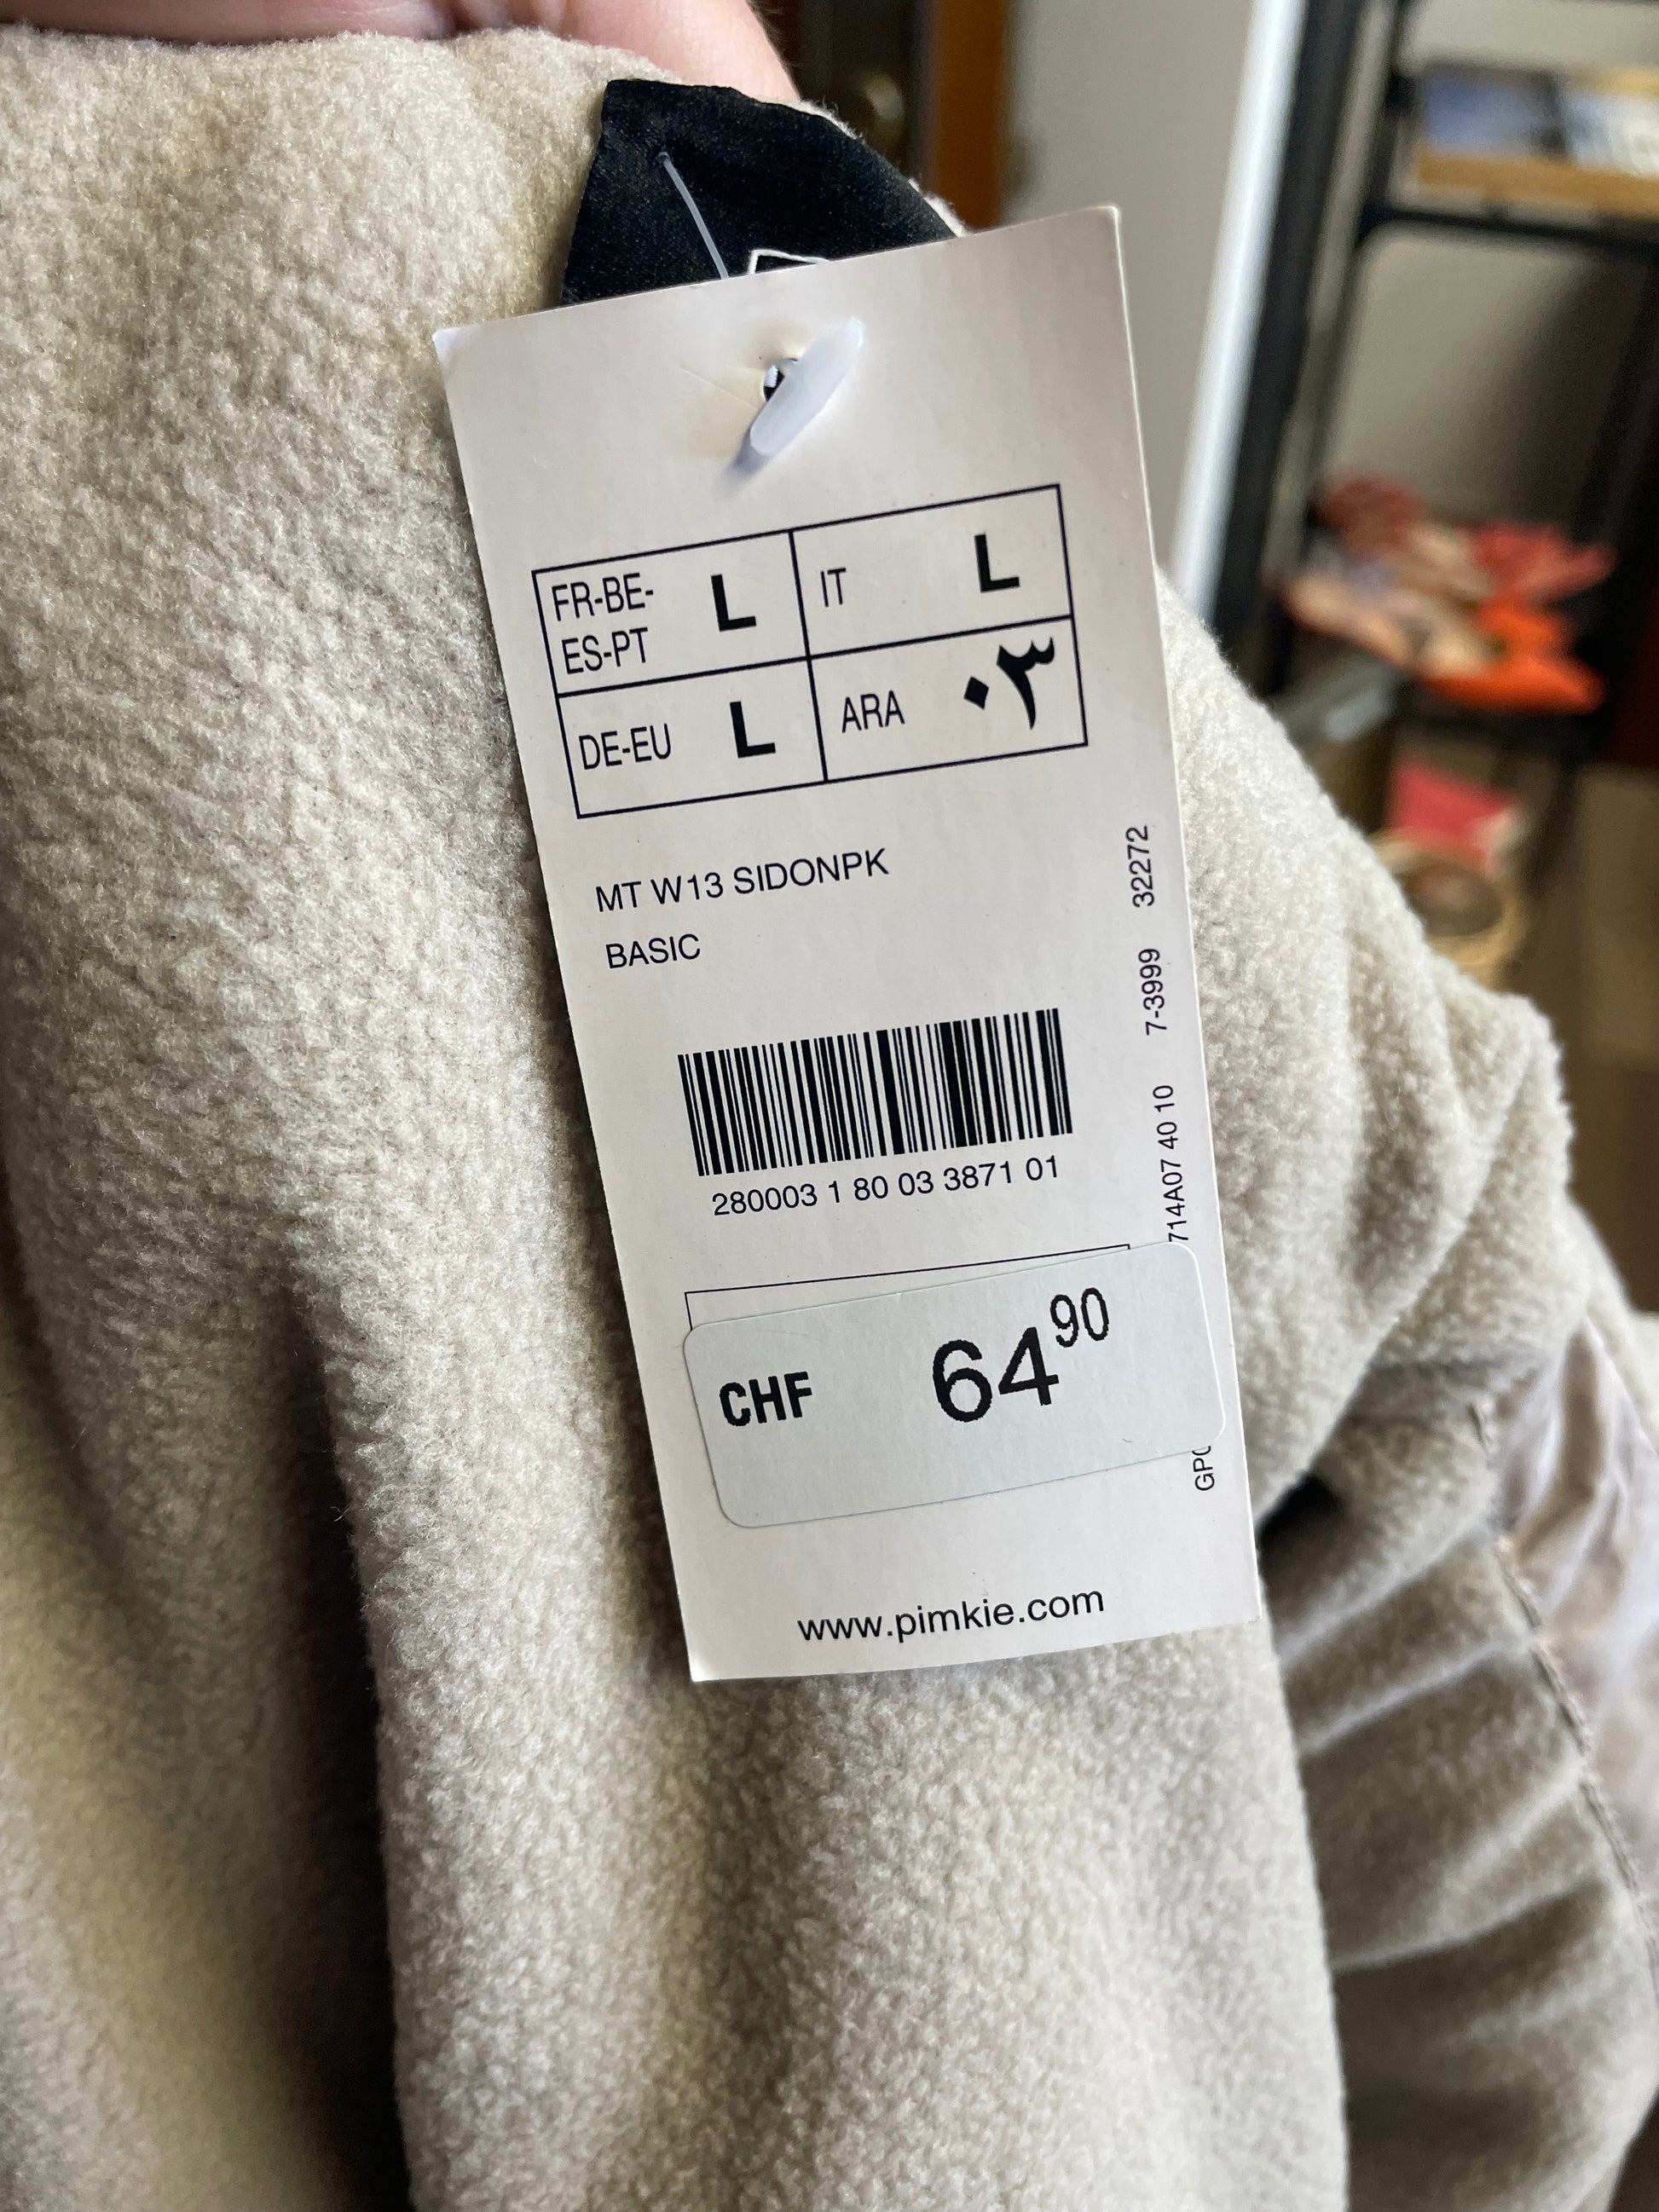 FR-BE-
ES-PT L
IT L
DE-EU L
ARA ٠٣
MT W13 SIDONPK
BASIC
280003 1 80 03 3871 01
714A07 40 10 7-3999 32272
CHF 64 90
www.pimkie.com